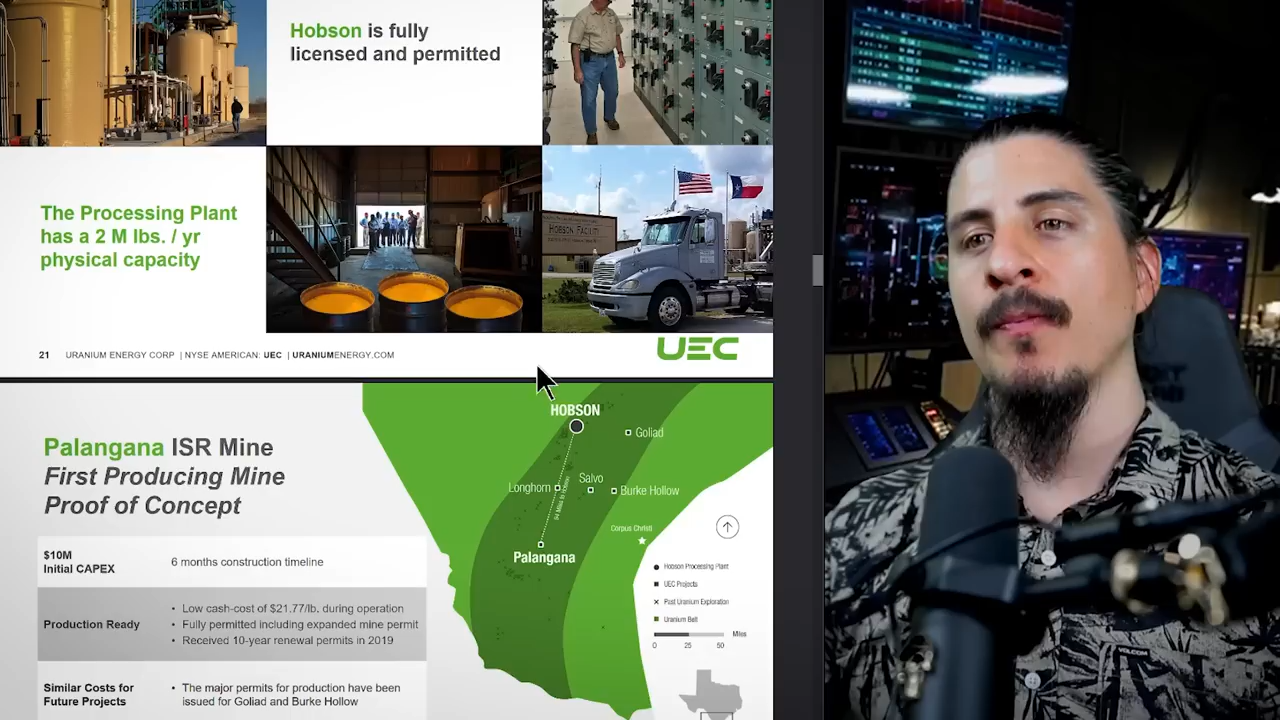 Hobson is fully
licensed and permitted
The Processing Plant
has a 2 M lbs. / yr
physical capacity
HOBSON FACILITY
21 URANIUM ENERGY CORP | NYSE AMERICAN: UEC | URANIUMENERGY.COM
UEC
Palangana ISR Mine
First Producing Mine
Proof of Concept
$10M
Initial CAPEX
6 months construction timeline
Production Ready
• Low cash-cost of $21.77/lb. during operation
• Fully permitted including expanded mine permit
• Received 10-year renewal permits in 2019
Similar Costs for
Future Projects
• The major permits for production have been
issued for Goliad and Burke Hollow
HOBSON
Goliad
Salvo
Longhorn
Burke Hollow
Corpus Christi
Palangana
Hobson Processing Plant
UEC Projects
Past Uranium Exploration
Uranium Belt
Miles
0 25 50
VOLCOM